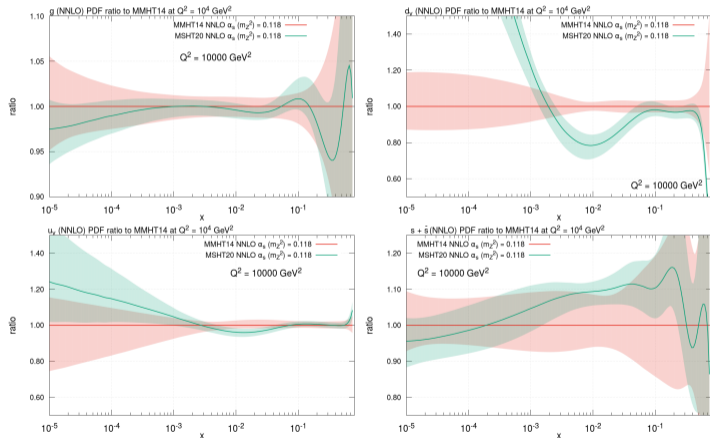 g (NNLO) PDF ratio to MMHT14 at Q² = 10⁴ GeV²
MMHT14 NNLO αs (mZ²) = 0.118
MSHT20 NNLO αs (mZ²) = 0.118
Q² = 10000 GeV²
1.10
1.05
1.00
0.95
0.90
ratio
10⁻⁵ 10⁻⁴ 10⁻³ 10⁻² 10⁻¹
x
dv (NNLO) PDF ratio to MMHT14 at Q² = 10⁴ GeV²
MMHT14 NNLO αs (mZ²) = 0.118
MSHT20 NNLO αs (mZ²) = 0.118
1.40
1.20
1.00
0.80
0.60
ratio
Q² = 10000 GeV²
10⁻⁵ 10⁻⁴ 10⁻³ 10⁻² 10⁻¹
x
uv (NNLO) PDF ratio to MMHT14 at Q² = 10⁴ GeV²
MMHT14 NNLO αs (mZ²) = 0.118
MSHT20 NNLO αs (mZ²) = 0.118
Q² = 10000 GeV²
1.40
1.20
1.00
0.80
0.60
ratio
10⁻⁵ 10⁻⁴ 10⁻³ 10⁻² 10⁻¹
x
s + s̄ (NNLO) PDF ratio to MMHT14 at Q² = 10⁴ GeV²
MMHT14 NNLO αs (mZ²) = 0.118
MSHT20 NNLO αs (mZ²) = 0.118
Q² = 10000 GeV²
1.20
1.10
1.00
0.90
0.80
ratio
10⁻⁵ 10⁻⁴ 10⁻³ 10⁻² 10⁻¹
x